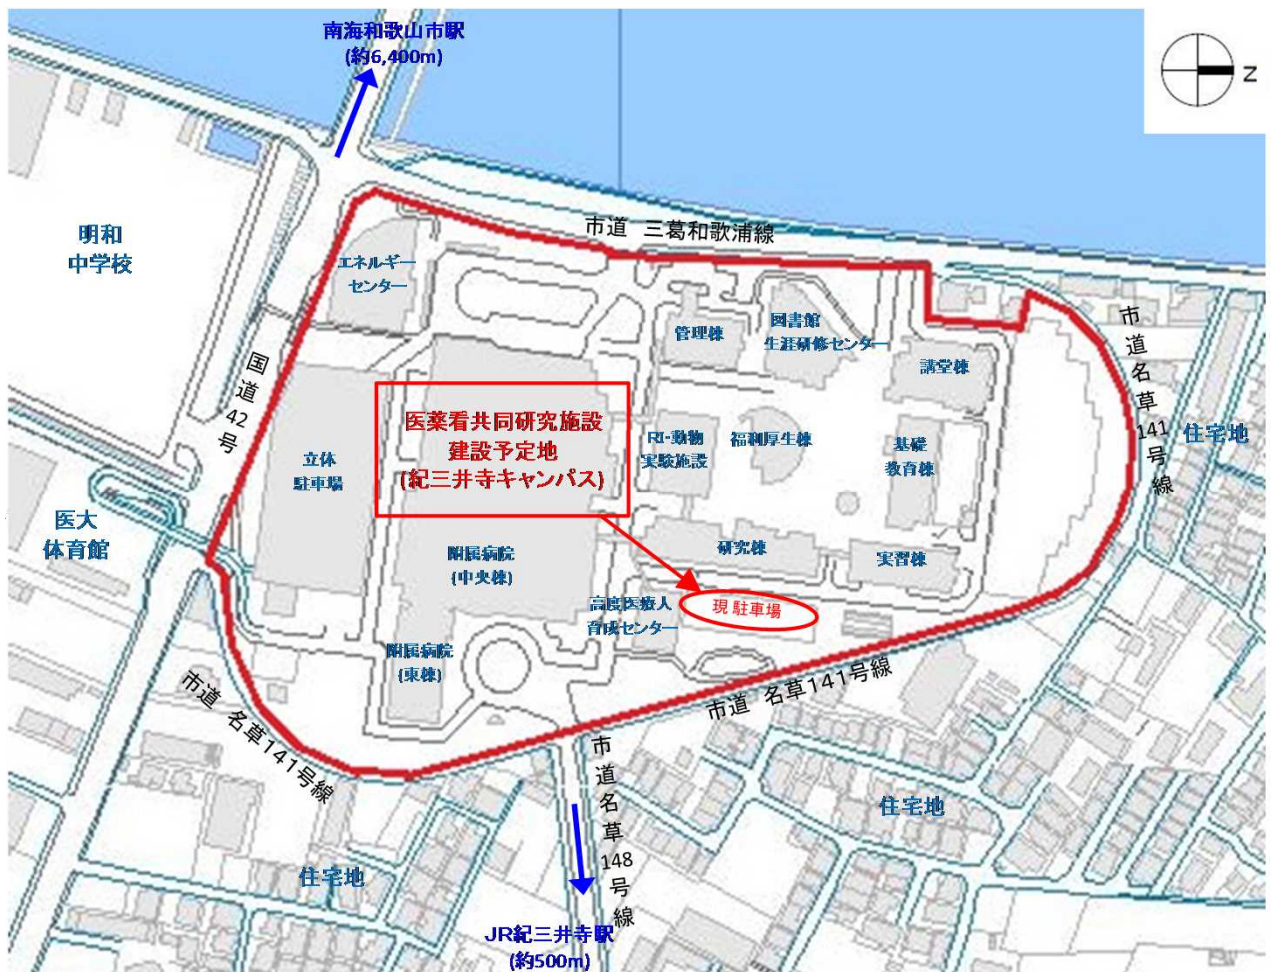 南海和歌山市駅
(約6,400m)
N
市道 三葛和歌浦線
明和
中学校
エネルギー
センター
管理棟
図書館
生涯研修センター
講堂棟
市道名草141号線
国道42号
医薬看共同研究施設
建設予定地
(紀三井寺キャンパス)
立体
駐車場
RI・動物
実験施設
福利厚生棟
基礎
教育棟
住宅地
医大
体育館
附属病院
(中央棟)
研究棟
実習棟
高度医療人
育成センター
現 駐車場
附属病院
(東棟)
市道 名草141号線
市道 名草141号線
市道名草148号線
住宅地
住宅地
JR紀三井寺駅
(約500m)